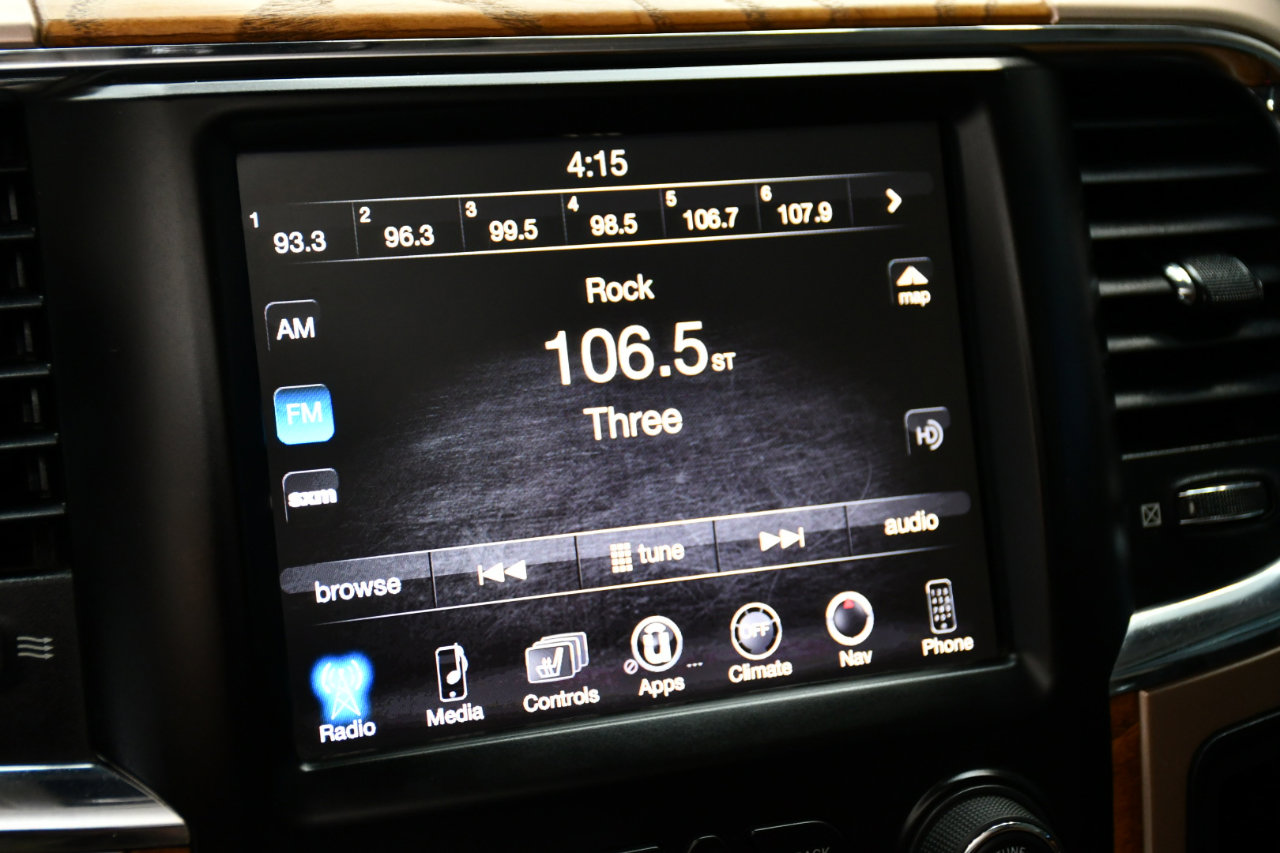 4:15
1 93.3 2 96.3 3 99.5 4 98.5 5 106.7 6 107.9
Rock
map
AM
106.5 ST
FM
Three
HD
sxm
browse tune audio
Radio Media Controls Apps OFF Climate Nav Phone